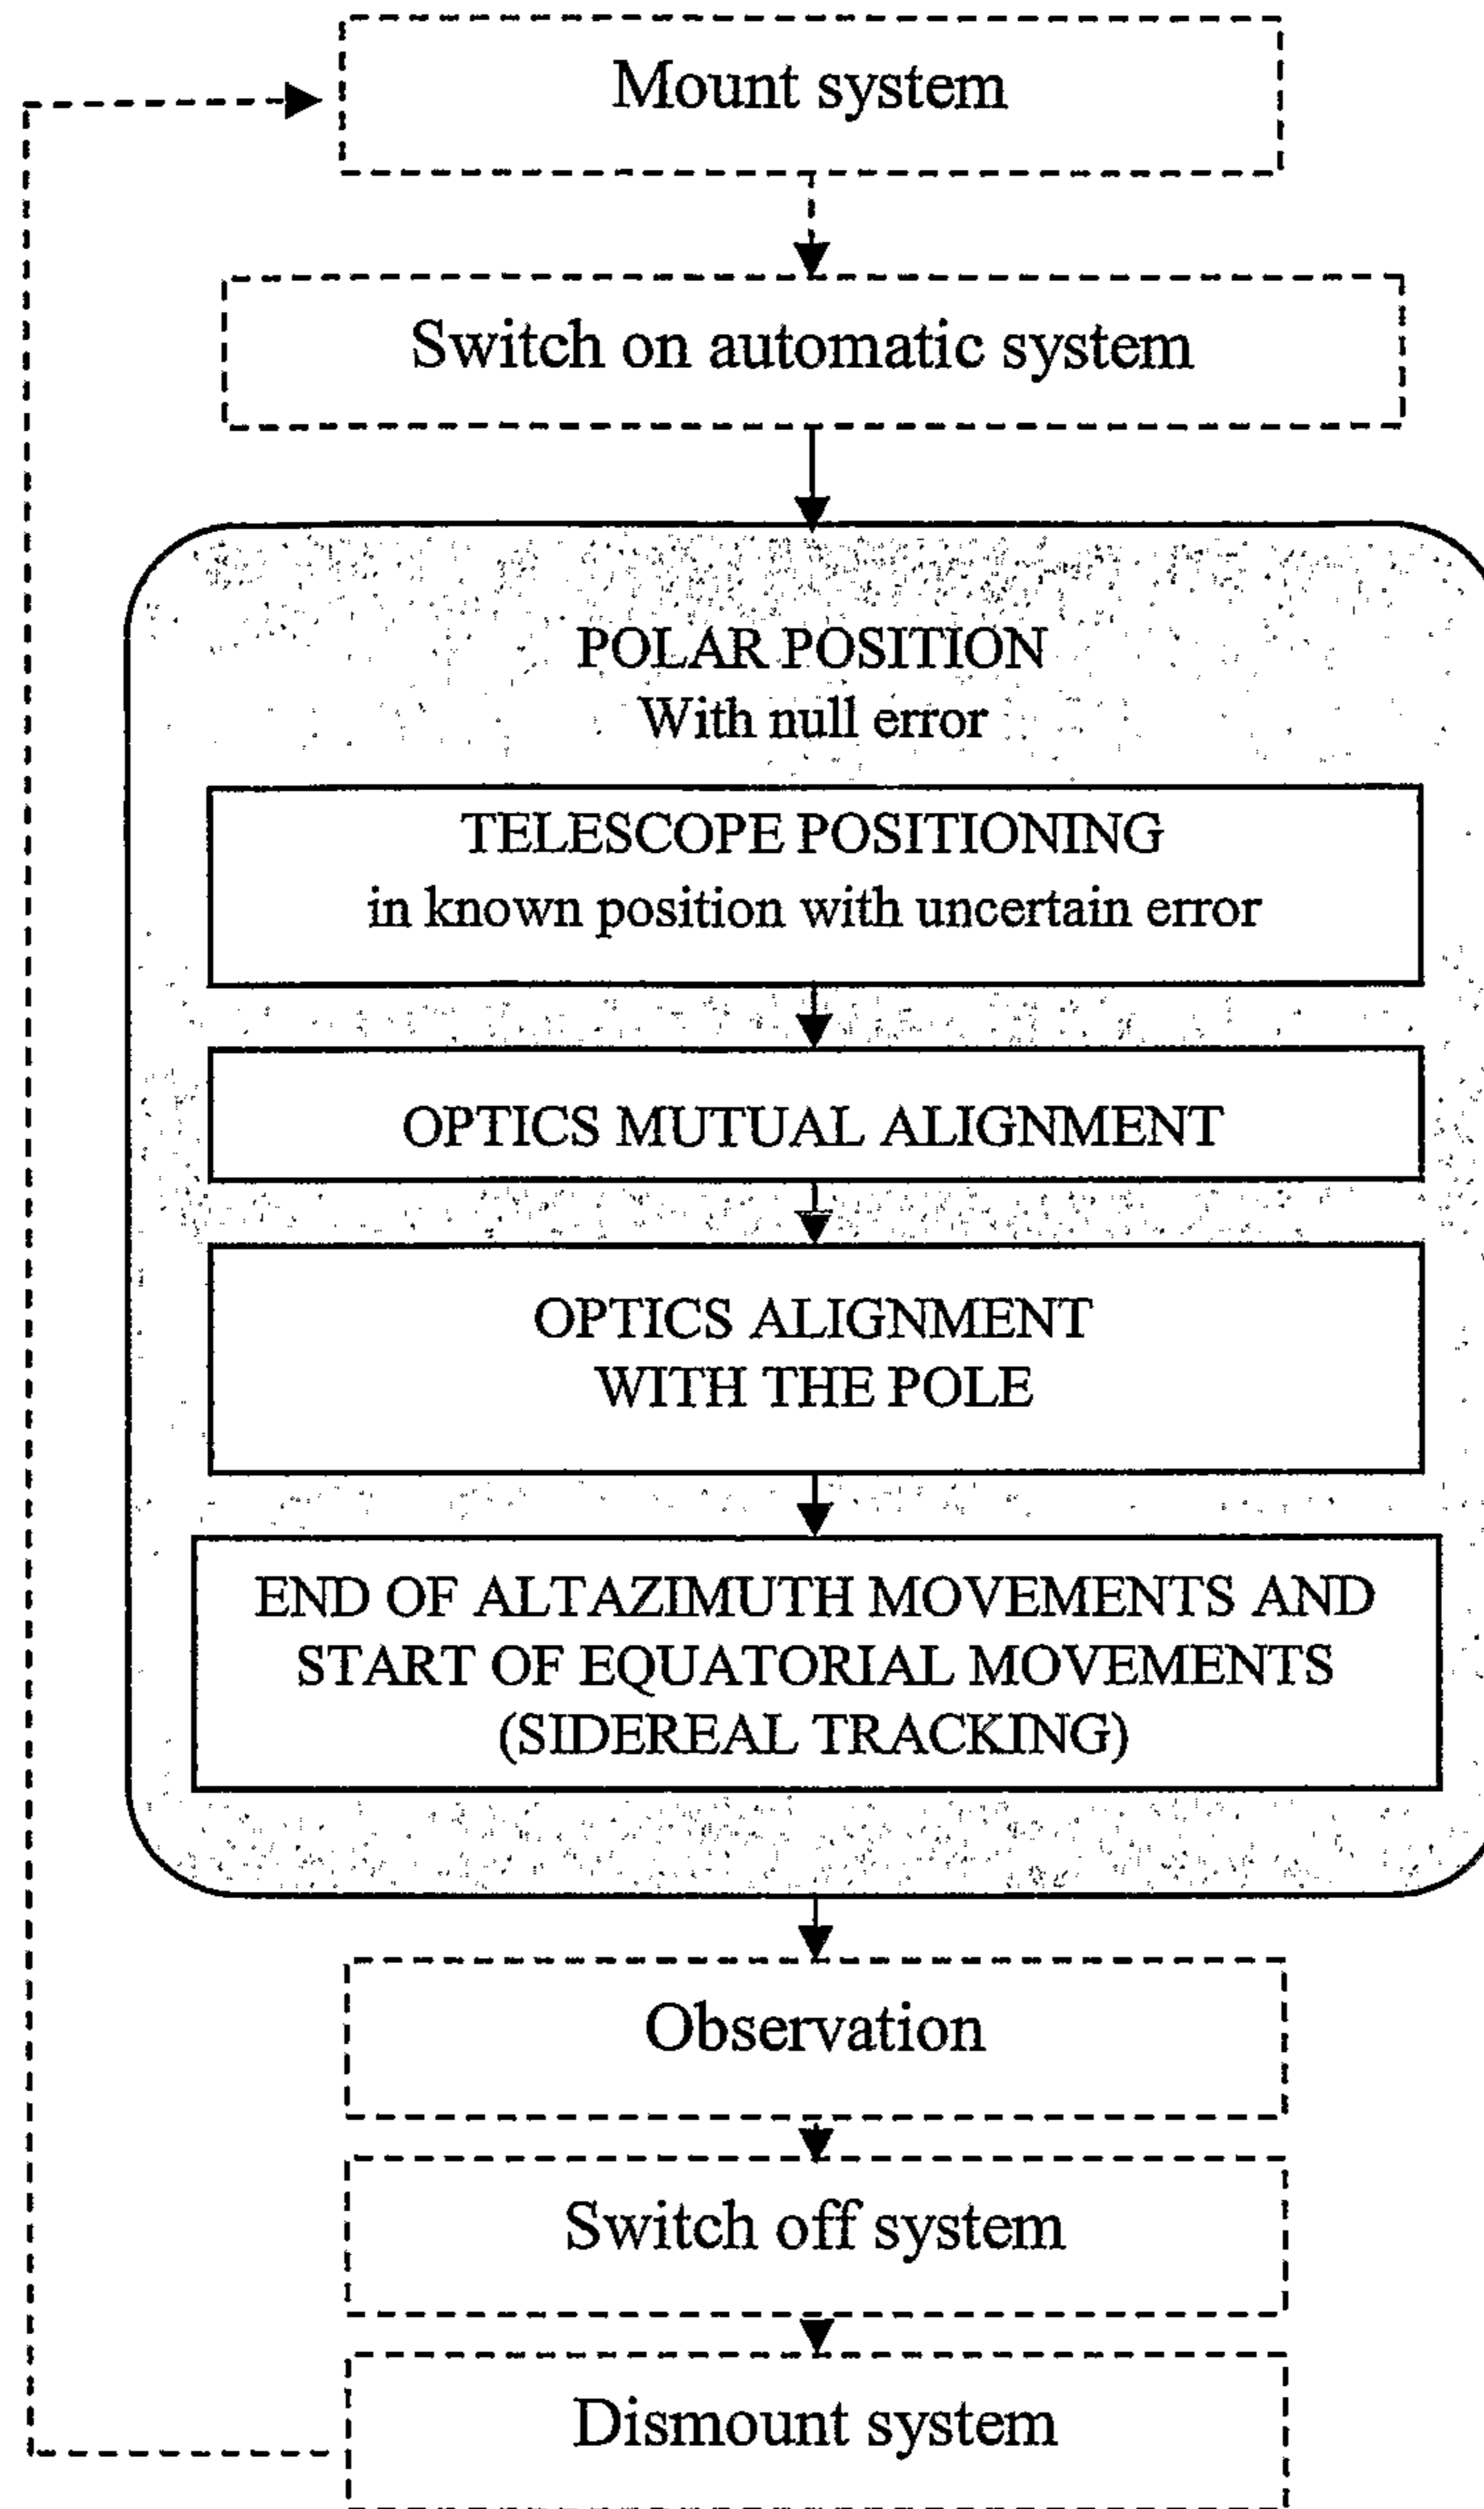 Mount system
Switch on automatic system
POLAR POSITION
With null error
TELESCOPE POSITIONING
in known position with uncertain error
OPTICS MUTUAL ALIGNMENT
OPTICS ALIGNMENT
WITH THE POLE
END OF ALTAZIMUTH MOVEMENTS AND
START OF EQUATORIAL MOVEMENTS
(SIDEREAL TRACKING)
Observation
Switch off system
Dismount system